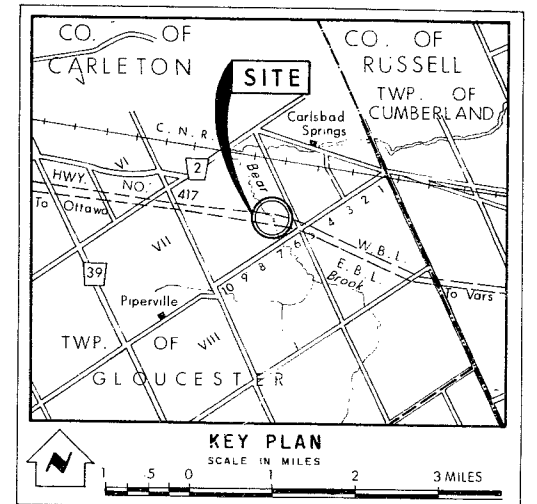 CO. OF
CARLETON
CO. OF
RUSSELL
TWP. OF
CUMBERLAND
SITE
Carlsbad
Springs
C.N.R.
2
VI
HWY. NO. 417
To Ottawa
Bear
Brook
W.B.L.
E.B.L.
To Vars
1
2
3
4
6
7
8
9
10
VII
39
Piperville
VIII
TWP. OF
GLOUCESTER
N
KEY PLAN
SCALE IN MILES
1 .5 0 1 2 3 MILES